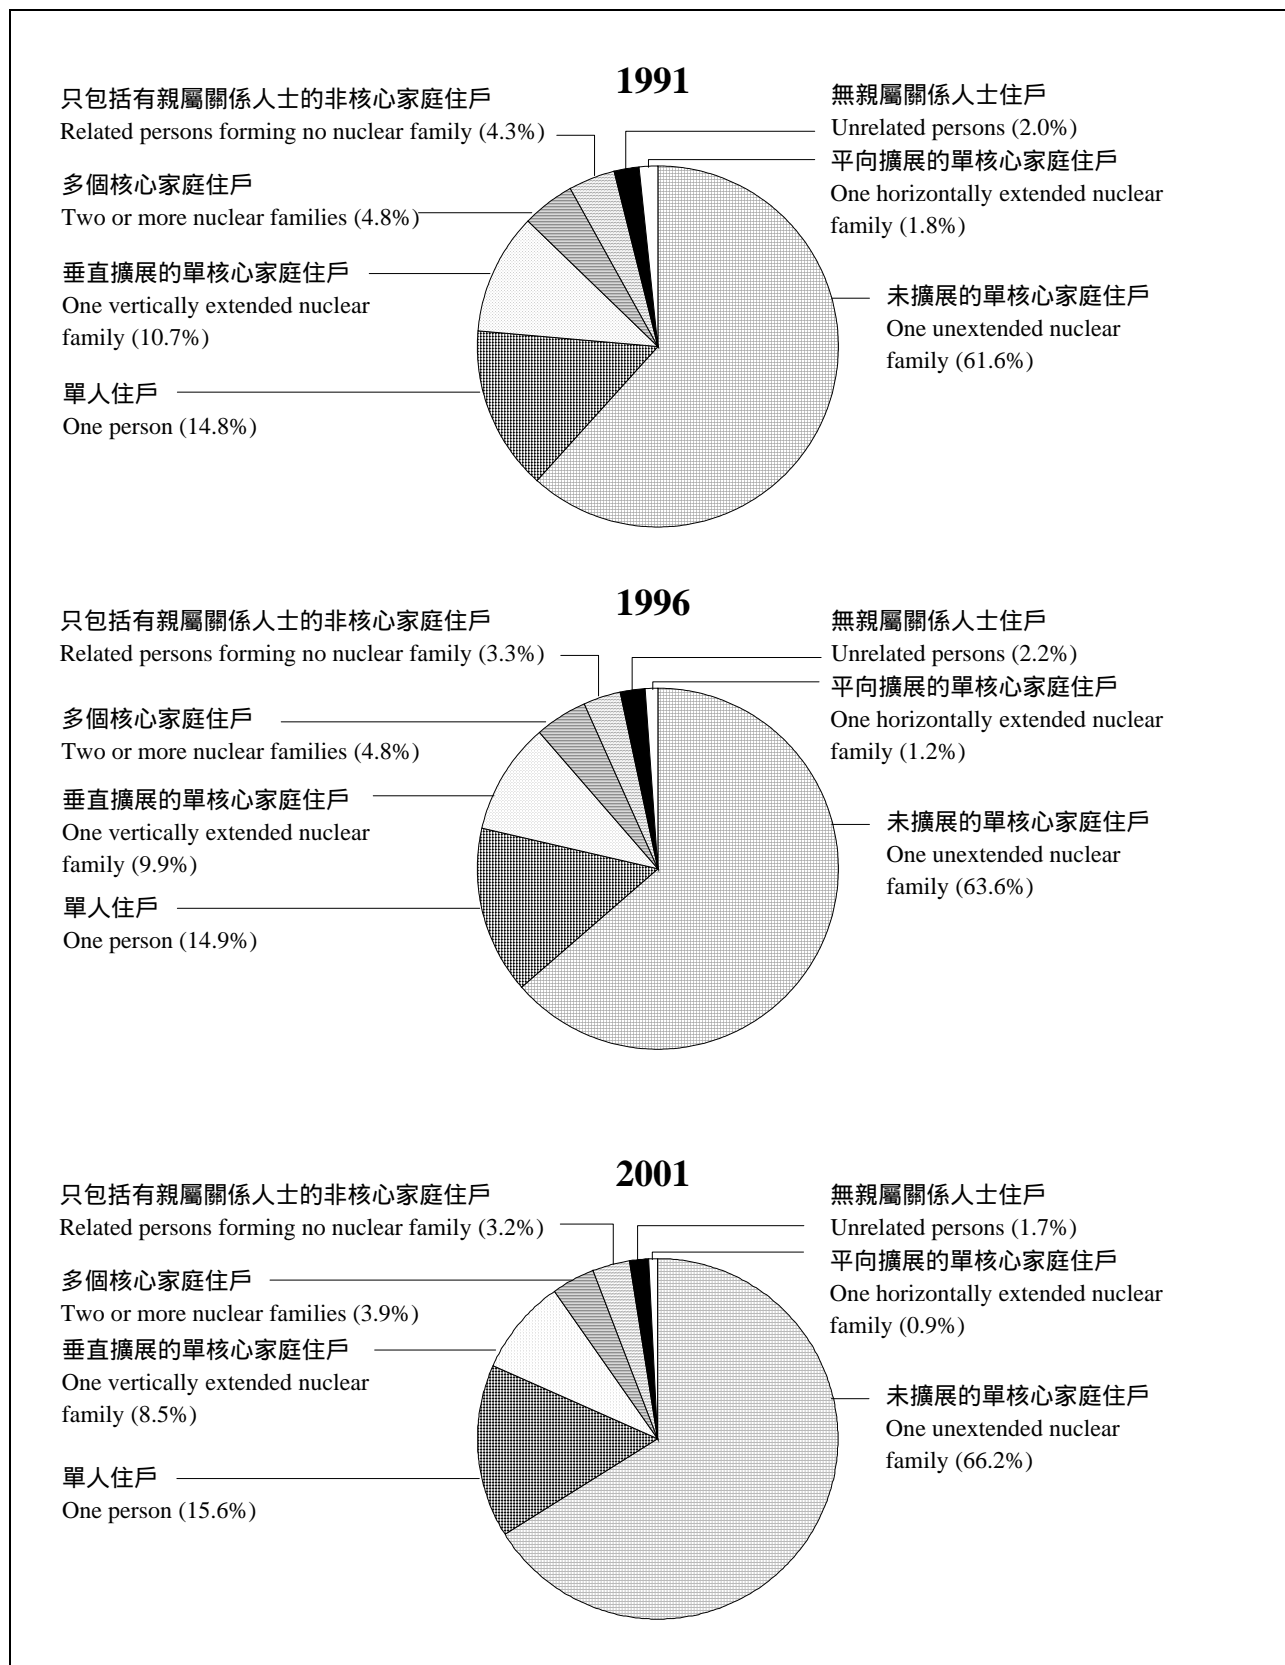 1991
只包括有親屬關係人士的非核心家庭住戶
Related persons forming no nuclear family (4.3%)
多個核心家庭住戶
Two or more nuclear families (4.8%)
垂直擴展的單核心家庭住戶
One vertically extended nuclear
family (10.7%)
單人住戶
One person (14.8%)
無親屬關係人士住戶
Unrelated persons (2.0%)
平向擴展的單核心家庭住戶
One horizontally extended nuclear
family (1.8%)
未擴展的單核心家庭住戶
One unextended nuclear
family (61.6%)
1996
只包括有親屬關係人士的非核心家庭住戶
Related persons forming no nuclear family (3.3%)
多個核心家庭住戶
Two or more nuclear families (4.8%)
垂直擴展的單核心家庭住戶
One vertically extended nuclear
family (9.9%)
單人住戶
One person (14.9%)
無親屬關係人士住戶
Unrelated persons (2.2%)
平向擴展的單核心家庭住戶
One horizontally extended nuclear
family (1.2%)
未擴展的單核心家庭住戶
One unextended nuclear
family (63.6%)
2001
只包括有親屬關係人士的非核心家庭住戶
Related persons forming no nuclear family (3.2%)
多個核心家庭住戶
Two or more nuclear families (3.9%)
垂直擴展的單核心家庭住戶
One vertically extended nuclear
family (8.5%)
單人住戶
One person (15.6%)
無親屬關係人士住戶
Unrelated persons (1.7%)
平向擴展的單核心家庭住戶
One horizontally extended nuclear
family (0.9%)
未擴展的單核心家庭住戶
One unextended nuclear
family (66.2%)